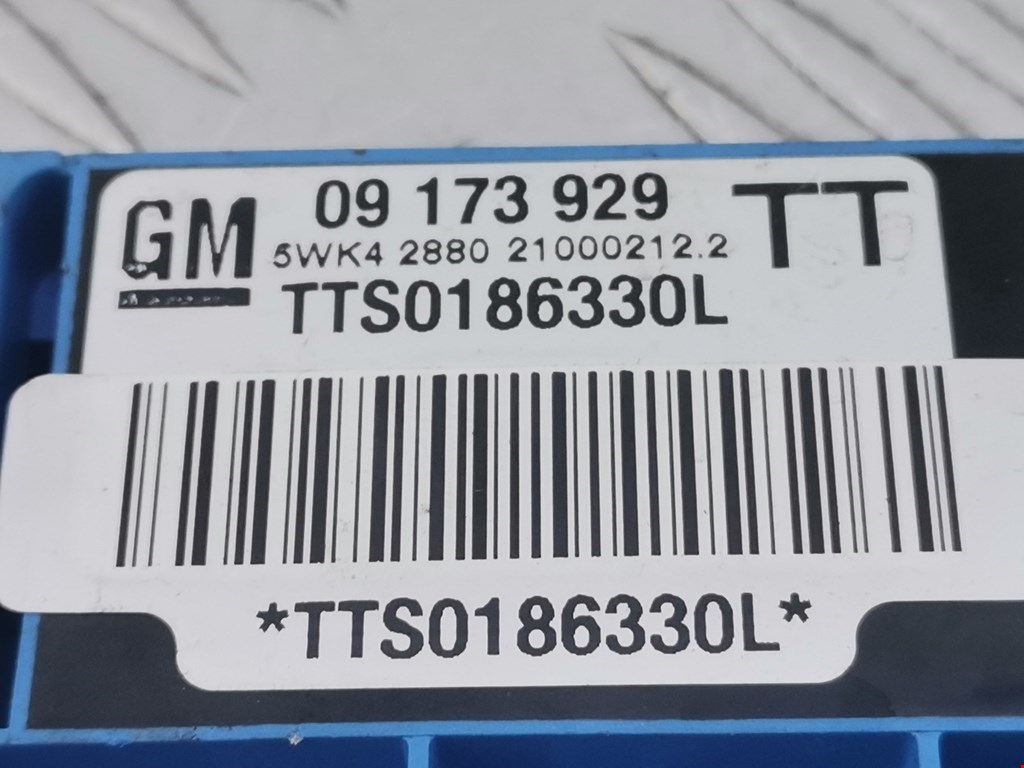 GM 09 173 929 TT
5WK4 2880 21000212.2
TTS0186330L
*TTS0186330L*